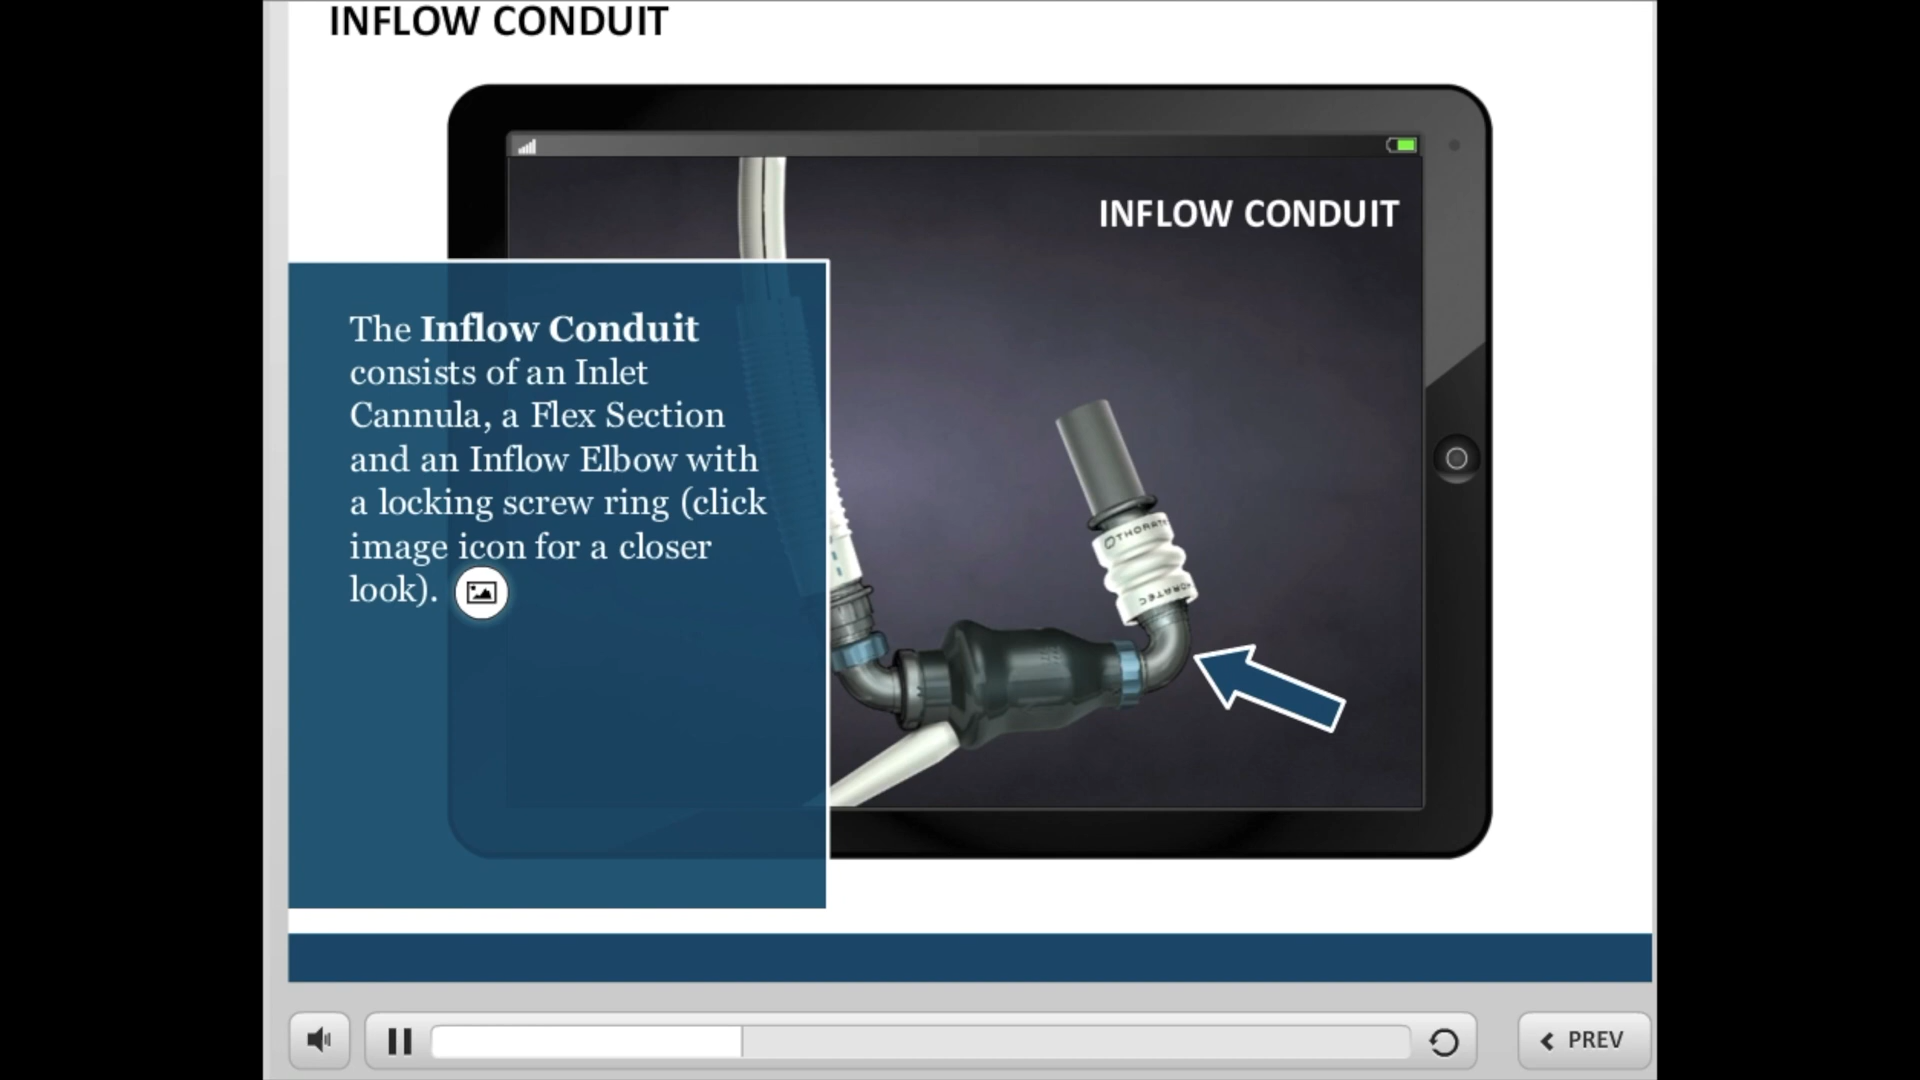 INFLOW CONDUIT
INFLOW CONDUIT
The Inflow Conduit
consists of an Inlet
Cannula, a Flex Section
and an Inflow Elbow with
a locking screw ring (click
image icon for a closer
look).
THORATEC
PREV